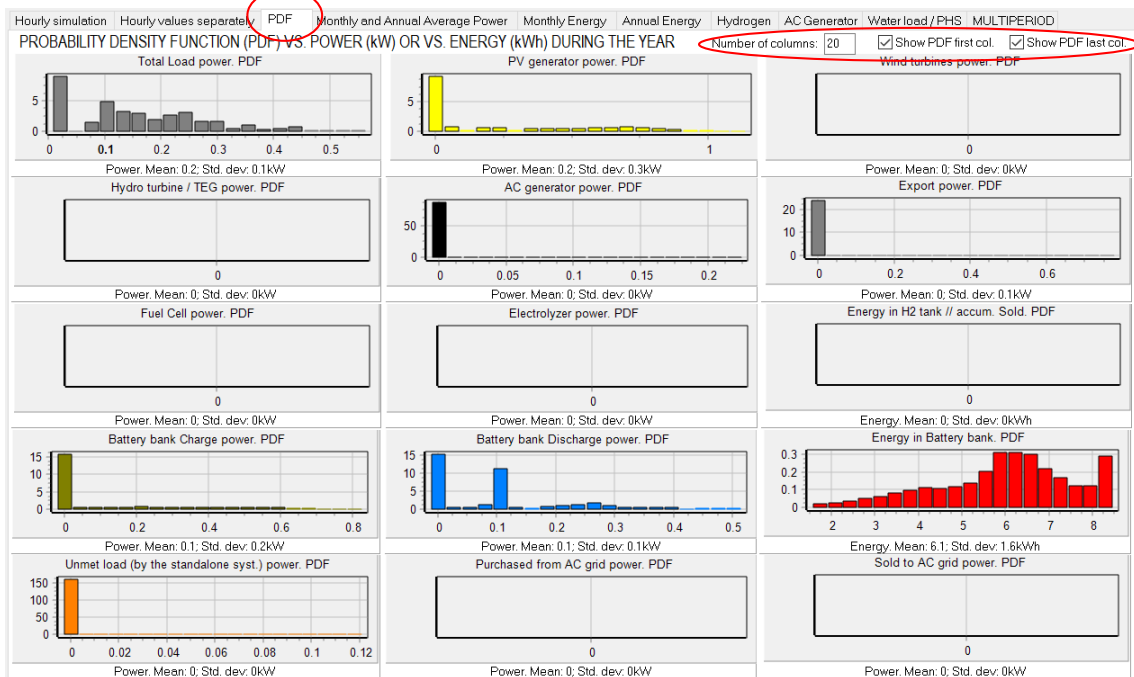 Hourly simulation Hourly values separately PDF Monthly and Annual Average Power Monthly Energy Annual Energy Hydrogen AC Generator Water load / PHS MULTIPERIOD
PROBABILITY DENSITY FUNCTION (PDF) VS. POWER (kW) OR VS. ENERGY (kWh) DURING THE YEAR Number of columns: 20 Show PDF first col. Show PDF last col.
Total Load power. PDF
5
0
0 0.1 0.2 0.3 0.4 0.5
Power. Mean: 0.2; Std. dev: 0.1kW
PV generator power. PDF
5
0
0 1
Power. Mean: 0.2; Std. dev: 0.3kW
Wind turbines power. PDF
0
Power. Mean: 0; Std. dev: 0kW
Hydro turbine / TEG power. PDF
0
Power. Mean: 0; Std. dev: 0kW
AC generator power. PDF
50
0
0 0.05 0.1 0.15 0.2
Power. Mean: 0; Std. dev: 0kW
Export power. PDF
20
10
0
0 0.2 0.4 0.6
Power. Mean: 0; Std. dev: 0.1kW
Fuel Cell power. PDF
0
Power. Mean: 0; Std. dev: 0kW
Electrolyzer power. PDF
0
Power. Mean: 0; Std. dev: 0kW
Energy in H2 tank // accum. Sold. PDF
0
Energy. Mean: 0; Std. dev: 0kWh
Battery bank Charge power. PDF
15
10
5
0
0 0.2 0.4 0.6 0.8
Power. Mean: 0.1; Std. dev: 0.2kW
Battery bank Discharge power. PDF
15
10
5
0
0 0.1 0.2 0.3 0.4 0.5
Power. Mean: 0.1; Std. dev: 0.1kW
Energy in Battery bank. PDF
0.3
0.2
0.1
0
2 3 4 5 6 7 8
Energy. Mean: 6.1; Std. dev: 1.6kWh
Unmet load (by the standalone syst.) power. PDF
150
100
50
0
0 0.02 0.04 0.06 0.08 0.1 0.12
Power. Mean: 0; Std. dev: 0kW
Purchased from AC grid power. PDF
0
Power. Mean: 0; Std. dev: 0kW
Sold to AC grid power. PDF
0
Power. Mean: 0; Std. dev: 0kW